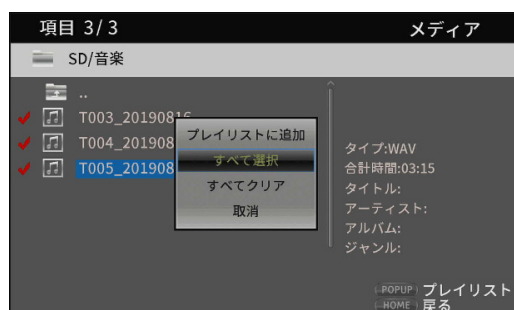 項目 3/3
メディア
SD/音楽
..
T003_20190816
T004_201908
T005_201908
プレイリストに追加
すべて選択
すべてクリア
取消
タイプ:WAV
合計時間:03:15
タイトル:
アーティスト:
アルバム:
ジャンル:
POPUP プレイリスト
HOME 戻る